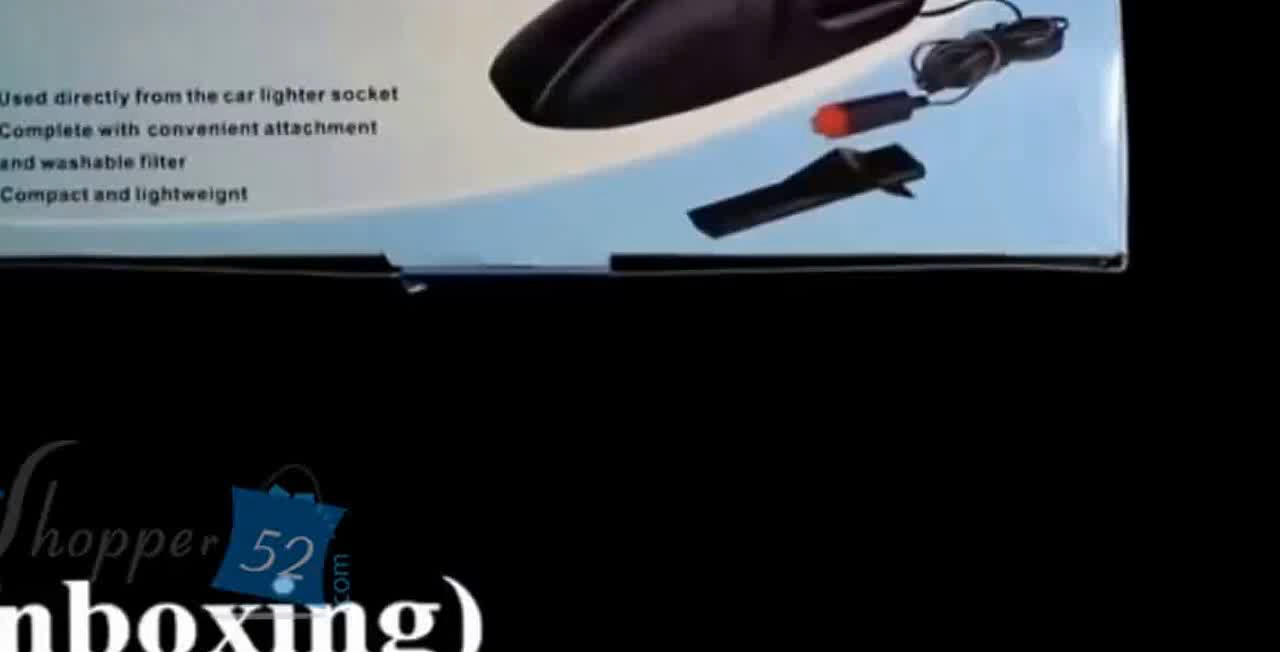 Used directly from the car lighter socket
Complete with convenient attachment
and washable filter
Compact and lightweignt
Shopper
52
.com
nboxing)